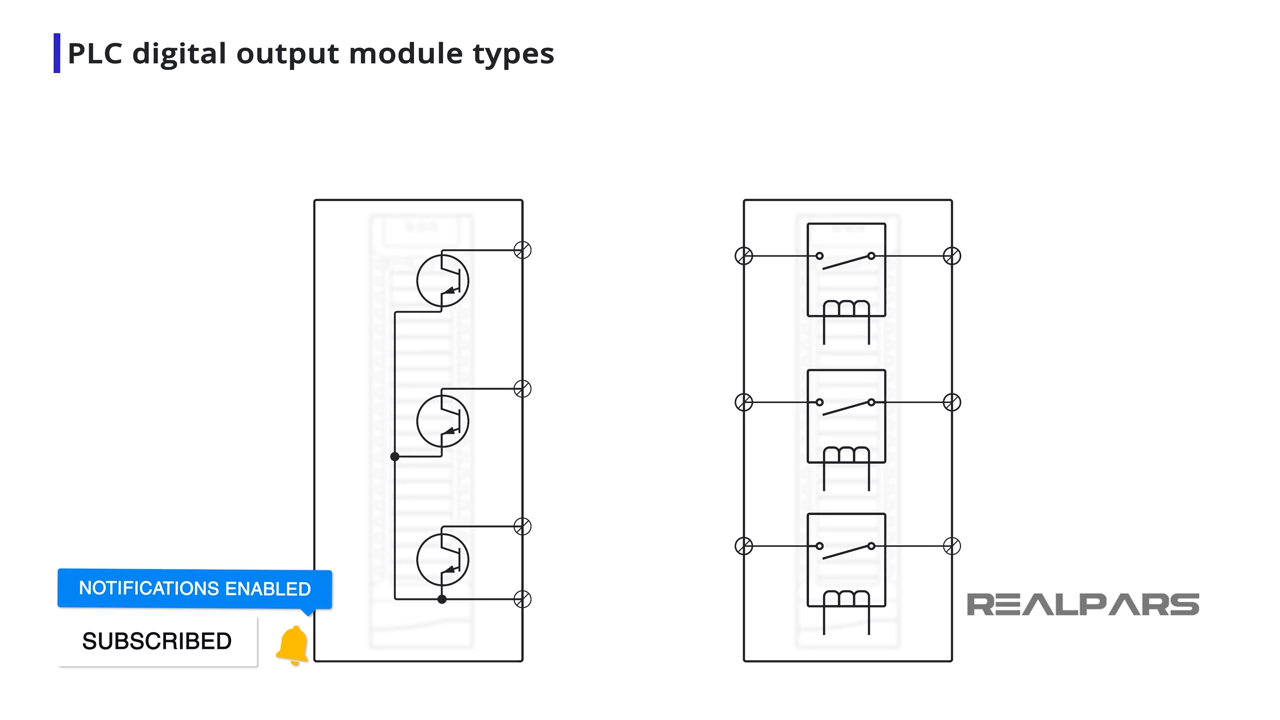 PLC digital output module types
NOTIFICATIONS ENABLED
SUBSCRIBED
REALPARS